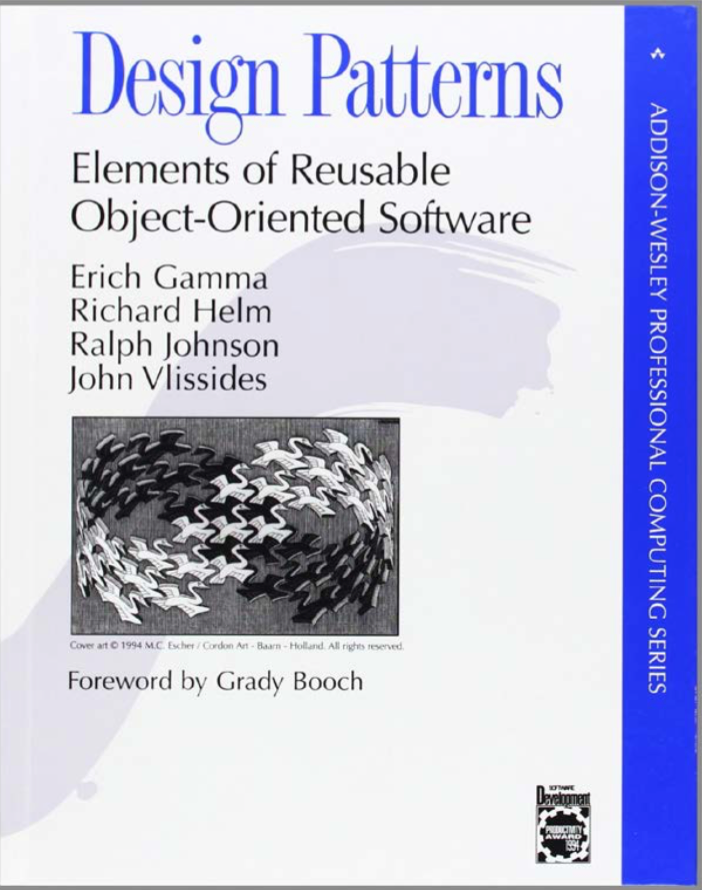 Design Patterns
Elements of Reusable
Object-Oriented Software
Erich Gamma
Richard Helm
Ralph Johnson
John Vlissides
Cover art © 1994 M.C. Escher / Cordon Art - Baarn - Holland. All rights reserved.
Foreword by Grady Booch
ADDISON-WESLEY PROFESSIONAL COMPUTING SERIES
SOFTWARE
Development
PRODUCTIVITY
AWARD
1994